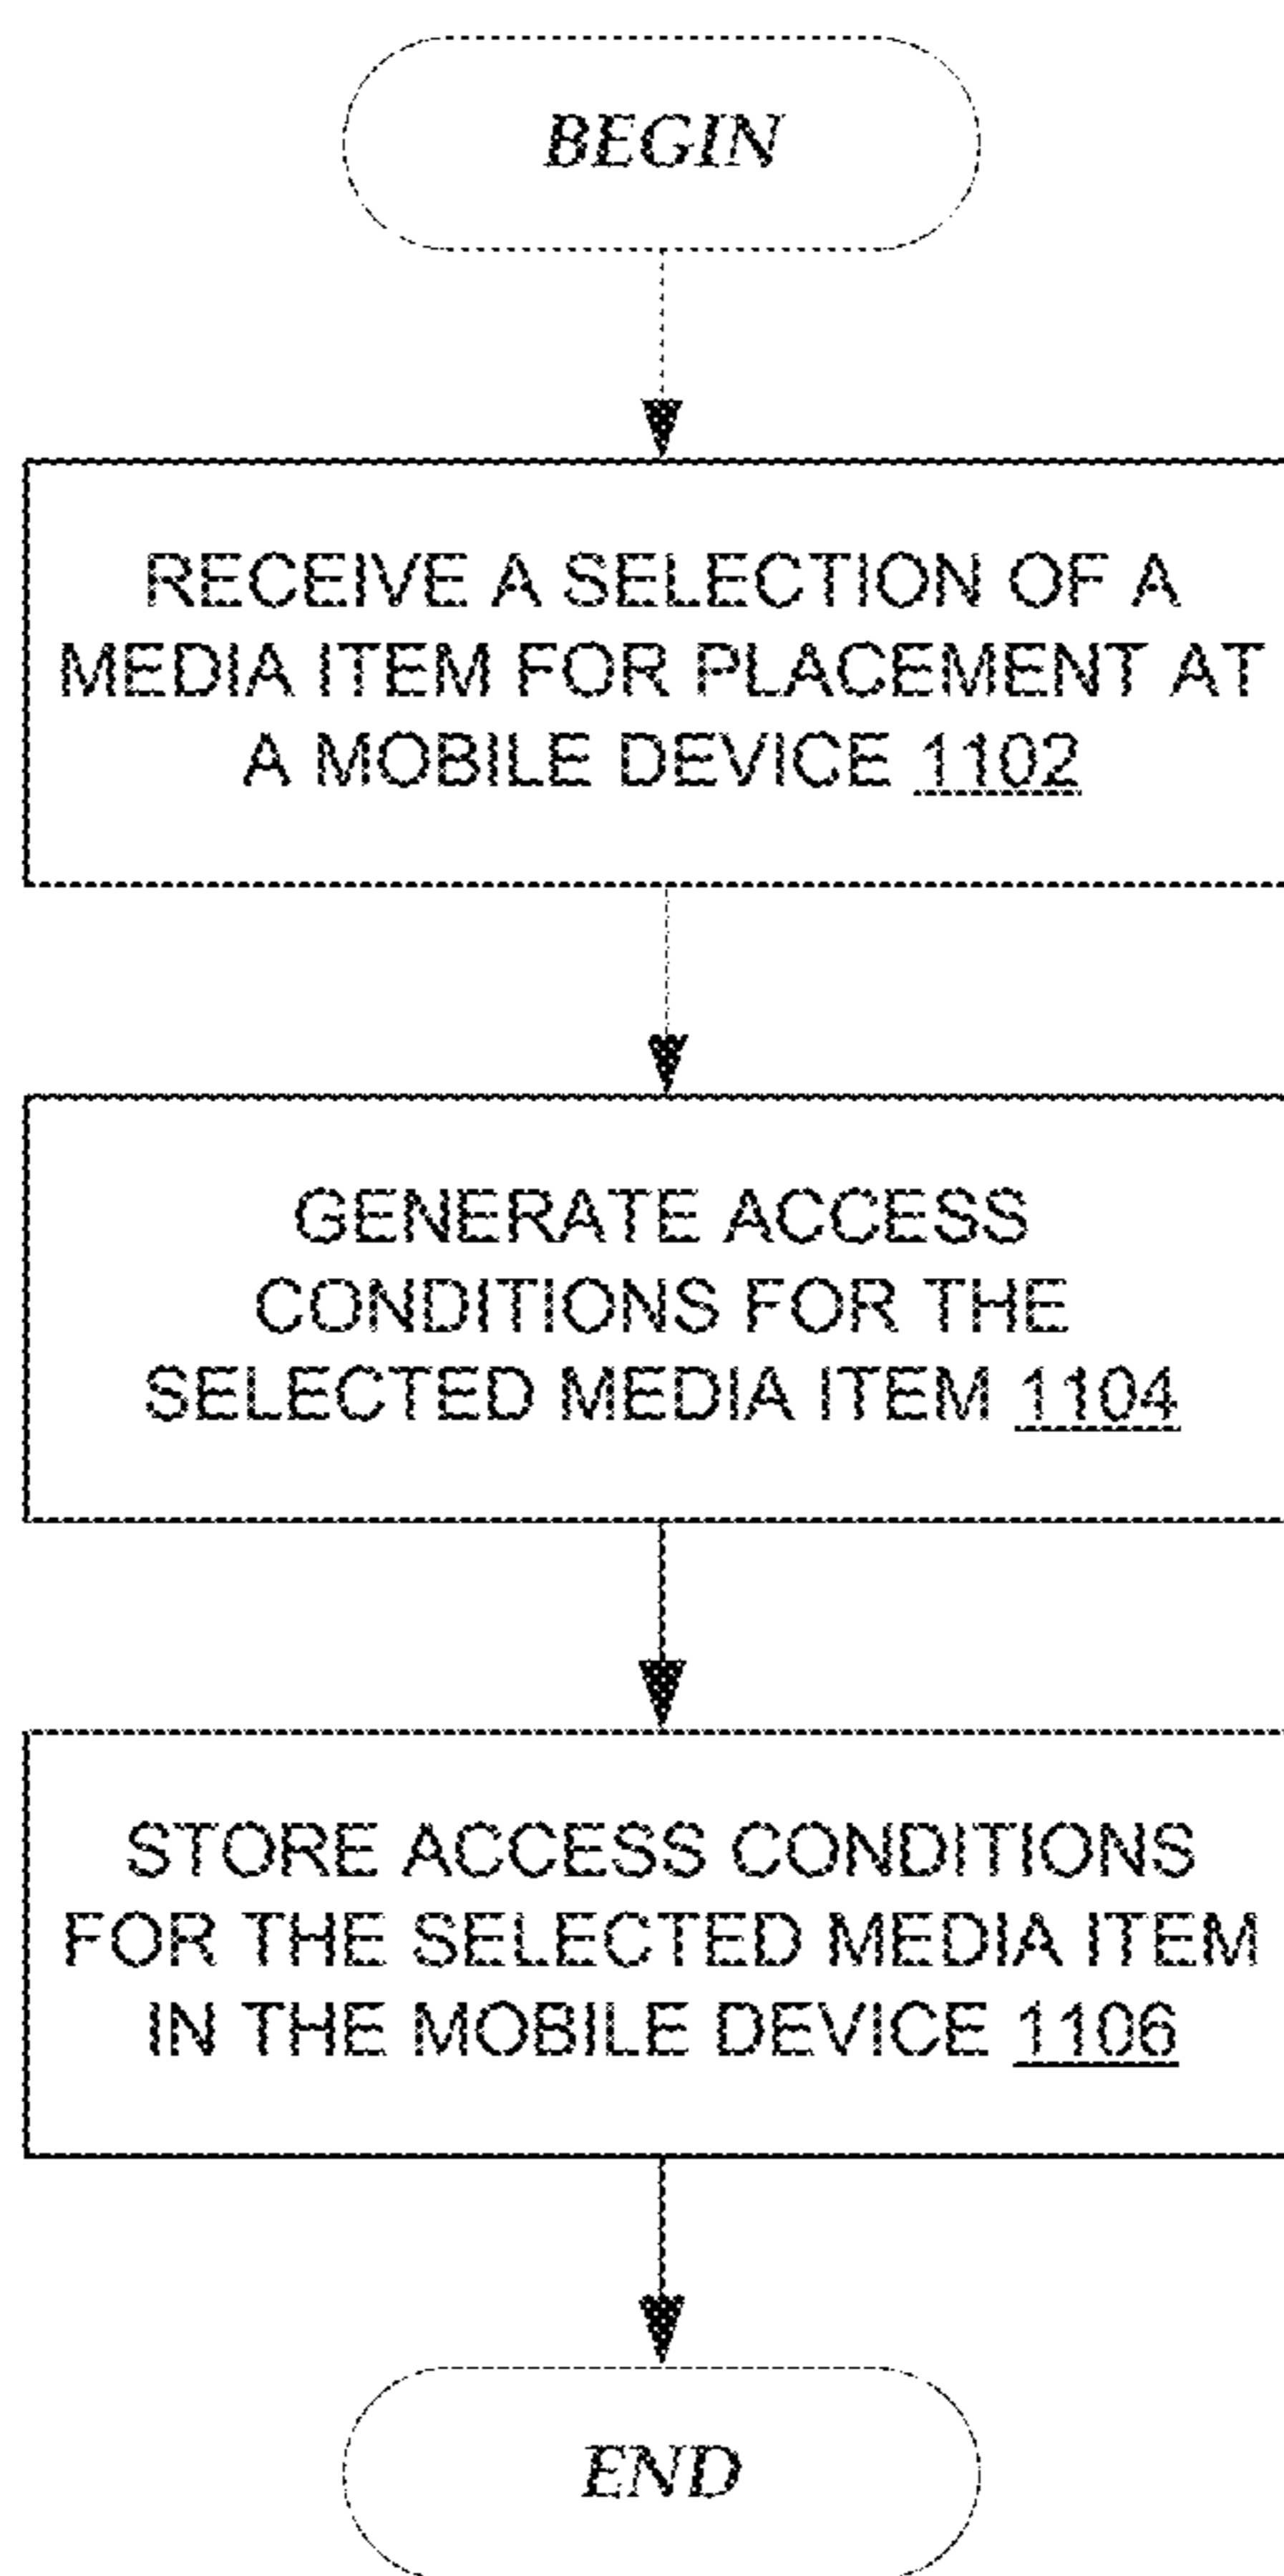 BEGIN
RECEIVE A SELECTION OF A
MEDIA ITEM FOR PLACEMENT AT
A MOBILE DEVICE 1102
GENERATE ACCESS
CONDITIONS FOR THE
SELECTED MEDIA ITEM 1104
STORE ACCESS CONDITIONS
FOR THE SELECTED MEDIA ITEM
IN THE MOBILE DEVICE 1106
END